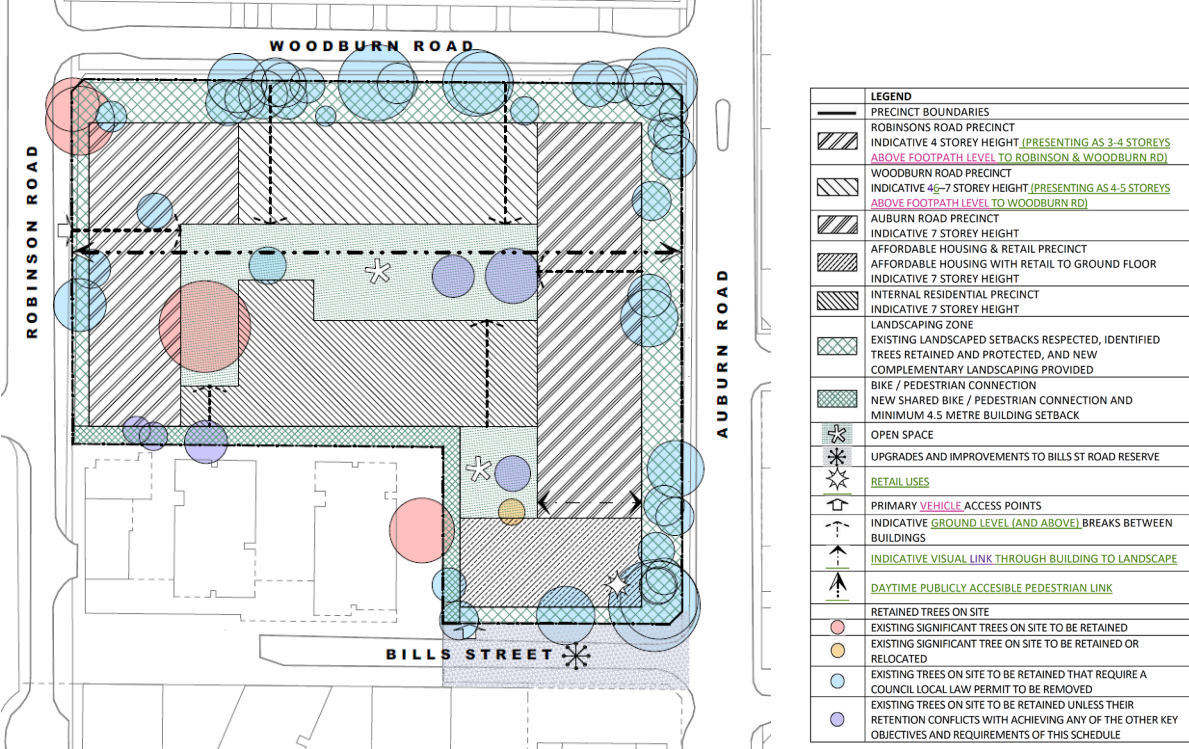 WOODBURN ROAD
ROBINSON ROAD
AUBURN ROAD
BILLS STREET
LEGEND
PRECINCT BOUNDARIES
ROBINSONS ROAD PRECINCT
INDICATIVE 4 STOREY HEIGHT (PRESENTING AS 3-4 STOREYS
ABOVE FOOTPATH LEVEL TO ROBINSON & WOODBURN RD)
WOODBURN ROAD PRECINCT
INDICATIVE 46–7 STOREY HEIGHT (PRESENTING AS 4-5 STOREYS
ABOVE FOOTPATH LEVEL TO WOODBURN RD)
AUBURN ROAD PRECINCT
INDICATIVE 7 STOREY HEIGHT
AFFORDABLE HOUSING & RETAIL PRECINCT
AFFORDABLE HOUSING WITH RETAIL TO GROUND FLOOR
INDICATIVE 7 STOREY HEIGHT
INTERNAL RESIDENTIAL PRECINCT
INDICATIVE 7 STOREY HEIGHT
LANDSCAPING ZONE
EXISTING LANDSCAPED SETBACKS RESPECTED, IDENTIFIED
TREES RETAINED AND PROTECTED, AND NEW
COMPLEMENTARY LANDSCAPING PROVIDED
BIKE / PEDESTRIAN CONNECTION
NEW SHARED BIKE / PEDESTRIAN CONNECTION AND
MINIMUM 4.5 METRE BUILDING SETBACK
OPEN SPACE
UPGRADES AND IMPROVEMENTS TO BILLS ST ROAD RESERVE
RETAIL USES
PRIMARY VEHICLE ACCESS POINTS
INDICATIVE GROUND LEVEL (AND ABOVE) BREAKS BETWEEN
BUILDINGS
INDICATIVE VISUAL LINK THROUGH BUILDING TO LANDSCAPE
DAYTIME PUBLICLY ACCESIBLE PEDESTRIAN LINK
RETAINED TREES ON SITE
EXISTING SIGNIFICANT TREES ON SITE TO BE RETAINED
EXISTING SIGNIFICANT TREE ON SITE TO BE RETAINED OR
RELOCATED
EXISTING TREES ON SITE TO BE RETAINED THAT REQUIRE A
COUNCIL LOCAL LAW PERMIT TO BE REMOVED
EXISTING TREES ON SITE TO BE RETAINED UNLESS THEIR
RETENTION CONFLICTS WITH ACHIEVING ANY OF THE OTHER KEY
OBJECTIVES AND REQUIREMENTS OF THIS SCHEDULE